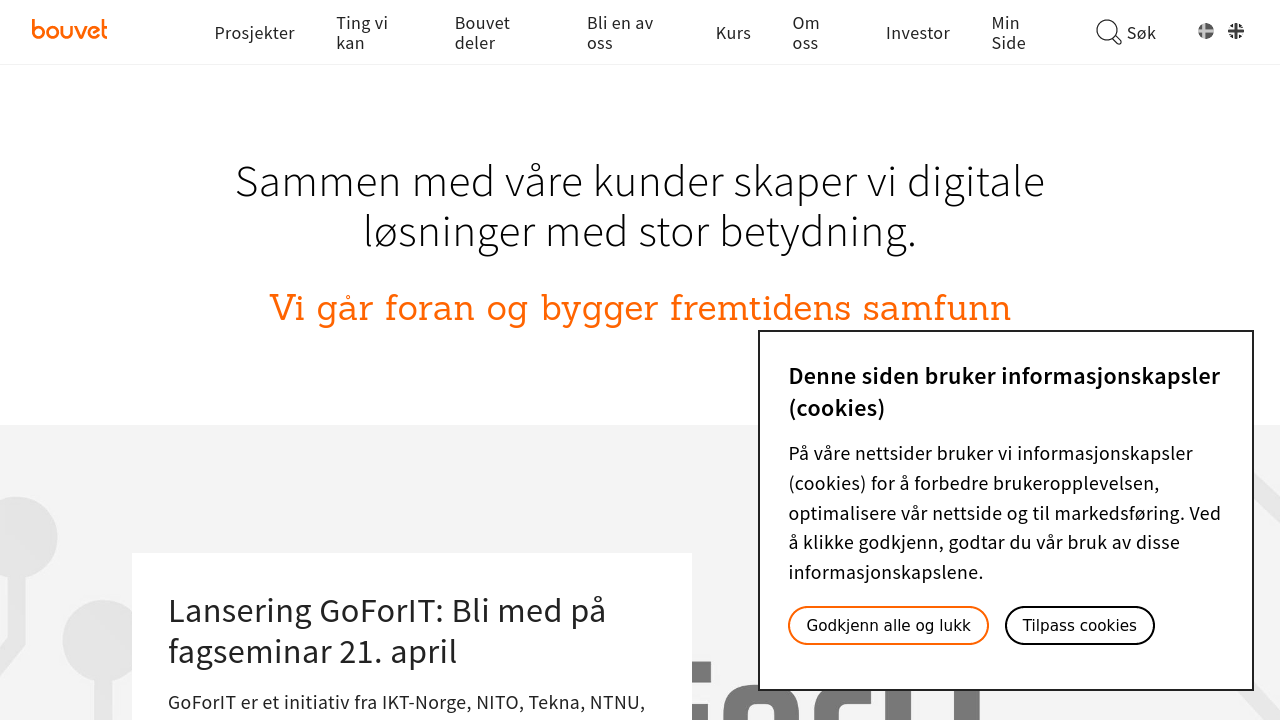 bouvet
Prosjekter
Ting vi
kan
Bouvet
deler
Bli en av
oss
Kurs
Om
oss
Investor
Min
Side
Søk
Sammen med våre kunder skaper vi digitale
løsninger med stor betydning.
Vi går foran og bygger fremtidens samfunn
Denne siden bruker informasjonskapsler
(cookies)
På våre nettsider bruker vi informasjonskapsler
(cookies) for å forbedre brukeropplevelsen,
optimalisere vår nettside og til markedsføring. Ved
å klikke godkjenn, godtar du vår bruk av disse
informasjonskapslene.
Godkjenn alle og lukk
Tilpass cookies
Lansering GoForIT: Bli med på
fagseminar 21. april
GoForIT er et initiativ fra IKT-Norge, NITO, Tekna, NTNU,